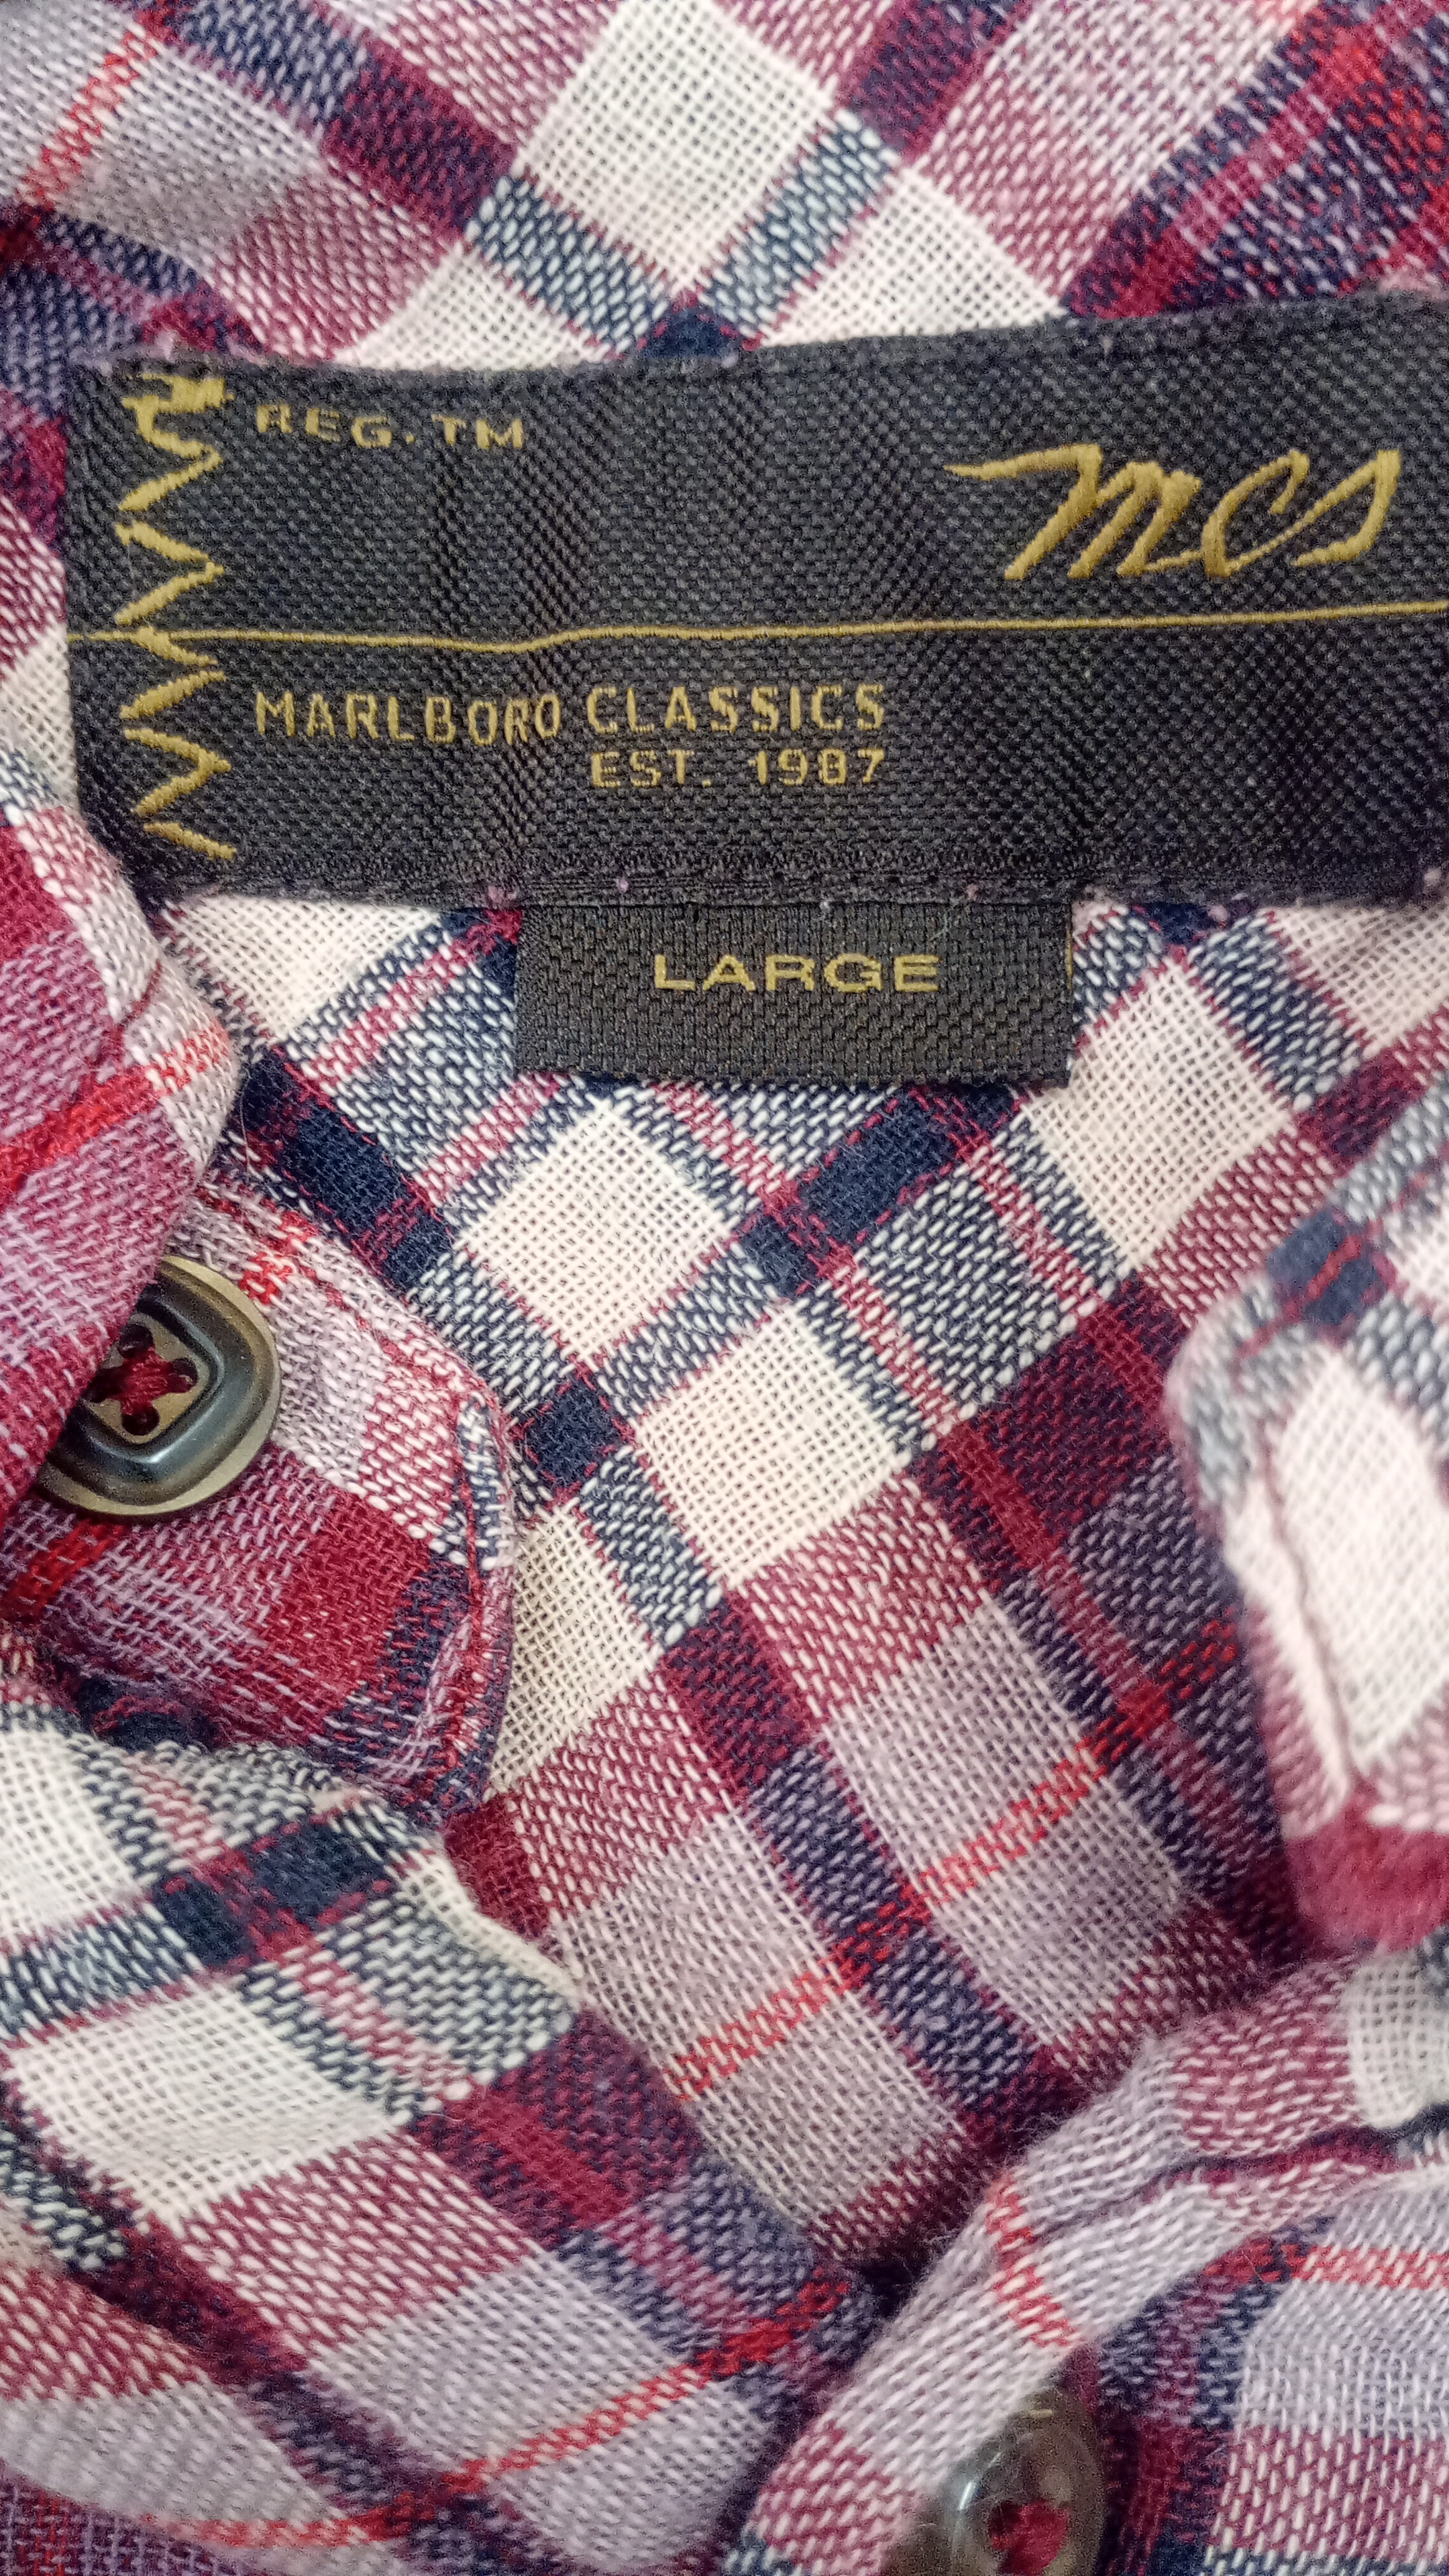 REG. TM
mcs
MARLBORO CLASSICS
EST. 1987
LARGE